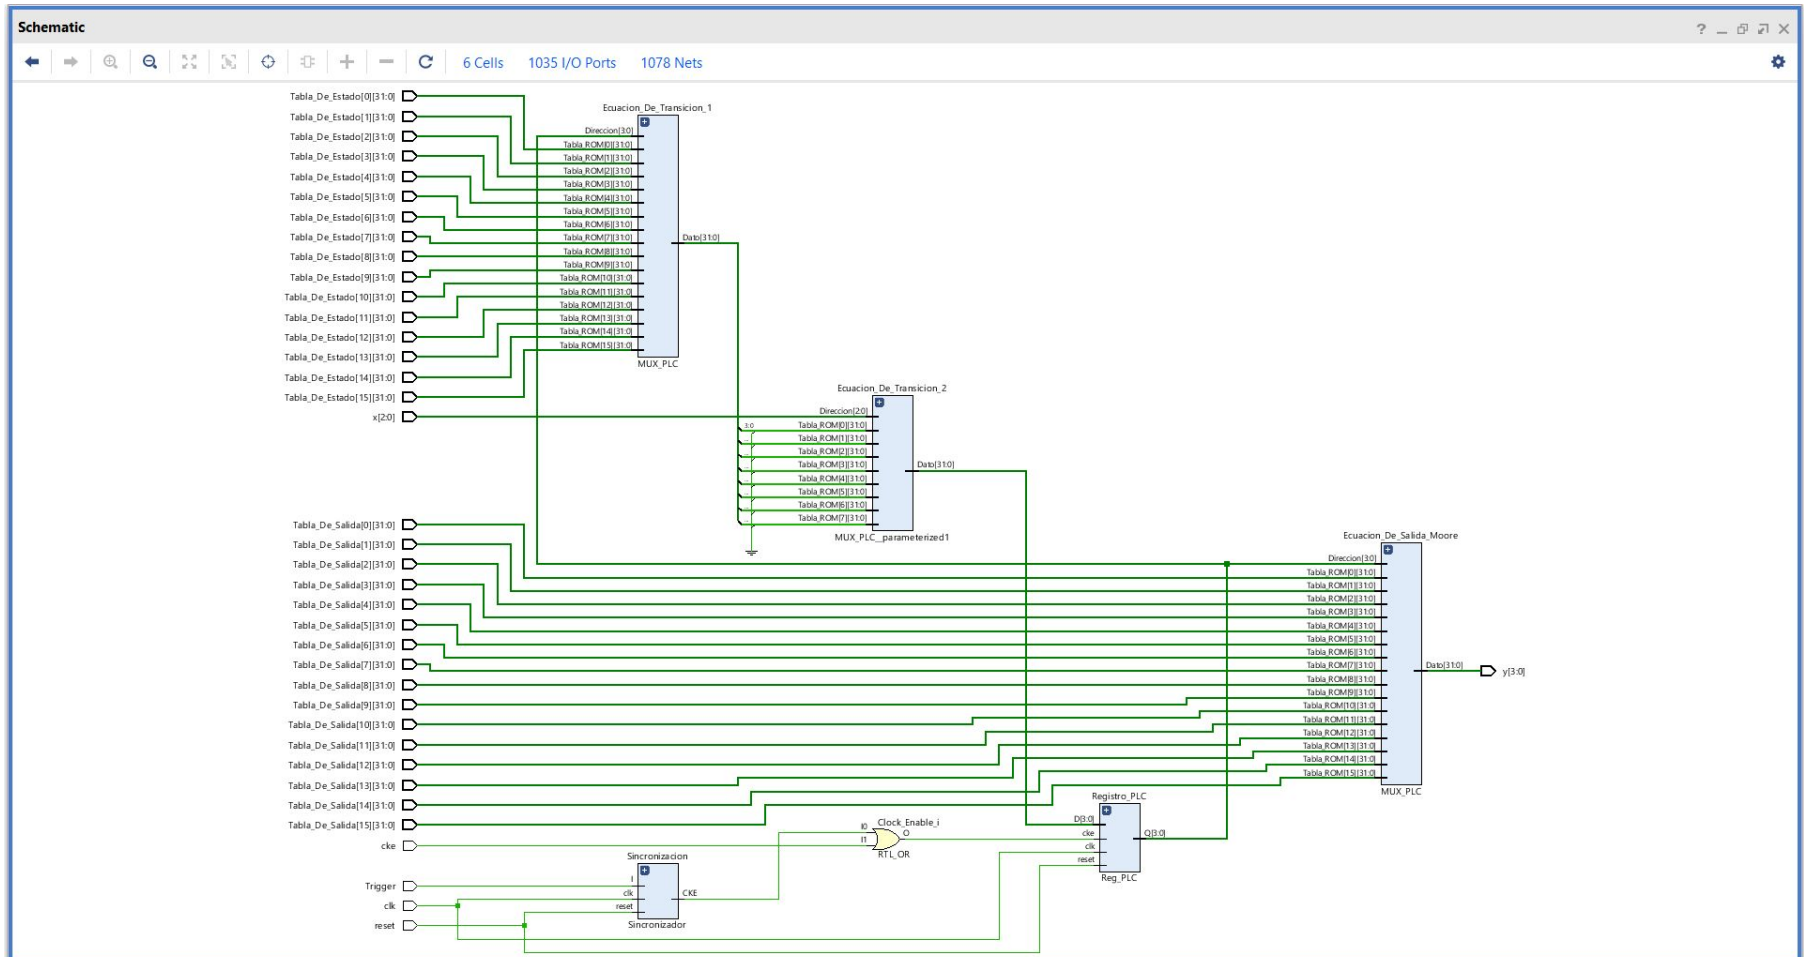 Schematic
6 Cells 1035 I/O Ports 1078 Nets
Tabla_De_Estado[0][31:0]
Tabla_De_Estado[1][31:0]
Tabla_De_Estado[2][31:0]
Tabla_De_Estado[3][31:0]
Tabla_De_Estado[4][31:0]
Tabla_De_Estado[5][31:0]
Tabla_De_Estado[6][31:0]
Tabla_De_Estado[7][31:0]
Tabla_De_Estado[8][31:0]
Tabla_De_Estado[9][31:0]
Tabla_De_Estado[10][31:0]
Tabla_De_Estado[11][31:0]
Tabla_De_Estado[12][31:0]
Tabla_De_Estado[13][31:0]
Tabla_De_Estado[14][31:0]
Tabla_De_Estado[15][31:0]
x[2:0]
Ecuacion_De_Transicion_1
Direccion[3:0]
Tabla_ROM[0][31:0]
Tabla_ROM[1][31:0]
Tabla_ROM[2][31:0]
Tabla_ROM[3][31:0]
Tabla_ROM[4][31:0]
Tabla_ROM[5][31:0]
Tabla_ROM[6][31:0]
Tabla_ROM[7][31:0]
Tabla_ROM[8][31:0]
Tabla_ROM[9][31:0]
Tabla_ROM[10][31:0]
Tabla_ROM[11][31:0]
Tabla_ROM[12][31:0]
Tabla_ROM[13][31:0]
Tabla_ROM[14][31:0]
Tabla_ROM[15][31:0]
Dato[31:0]
MUX_PLC
Ecuacion_De_Transicion_2
Direccion[2:0]
3:0
Tabla_ROM[0][31:0]
Tabla_ROM[1][31:0]
Tabla_ROM[2][31:0]
Tabla_ROM[3][31:0]
Tabla_ROM[4][31:0]
Tabla_ROM[5][31:0]
Tabla_ROM[6][31:0]
Tabla_ROM[7][31:0]
Dato[31:0]
MUX_PLC__parameterized1
Tabla_De_Salida[0][31:0]
Tabla_De_Salida[1][31:0]
Tabla_De_Salida[2][31:0]
Tabla_De_Salida[3][31:0]
Tabla_De_Salida[4][31:0]
Tabla_De_Salida[5][31:0]
Tabla_De_Salida[6][31:0]
Tabla_De_Salida[7][31:0]
Tabla_De_Salida[8][31:0]
Tabla_De_Salida[9][31:0]
Tabla_De_Salida[10][31:0]
Tabla_De_Salida[11][31:0]
Tabla_De_Salida[12][31:0]
Tabla_De_Salida[13][31:0]
Tabla_De_Salida[14][31:0]
Tabla_De_Salida[15][31:0]
cke
Trigger
clk
reset
Ecuacion_De_Salida_Moore
Direccion[3:0]
Tabla_ROM[0][31:0]
Tabla_ROM[1][31:0]
Tabla_ROM[2][31:0]
Tabla_ROM[3][31:0]
Tabla_ROM[4][31:0]
Tabla_ROM[5][31:0]
Tabla_ROM[6][31:0]
Tabla_ROM[7][31:0]
Tabla_ROM[8][31:0]
Tabla_ROM[9][31:0]
Tabla_ROM[10][31:0]
Tabla_ROM[11][31:0]
Tabla_ROM[12][31:0]
Tabla_ROM[13][31:0]
Tabla_ROM[14][31:0]
Tabla_ROM[15][31:0]
Dato[31:0]
y[3:0]
MUX_PLC
Registro_PLC
D[3:0]
cke
clk
reset
Q[3:0]
Reg_PLC
Clock_Enable_i
I0
I1
O
RTL_OR
Sincronizacion
I
clk
reset
CKE
Sincronizador